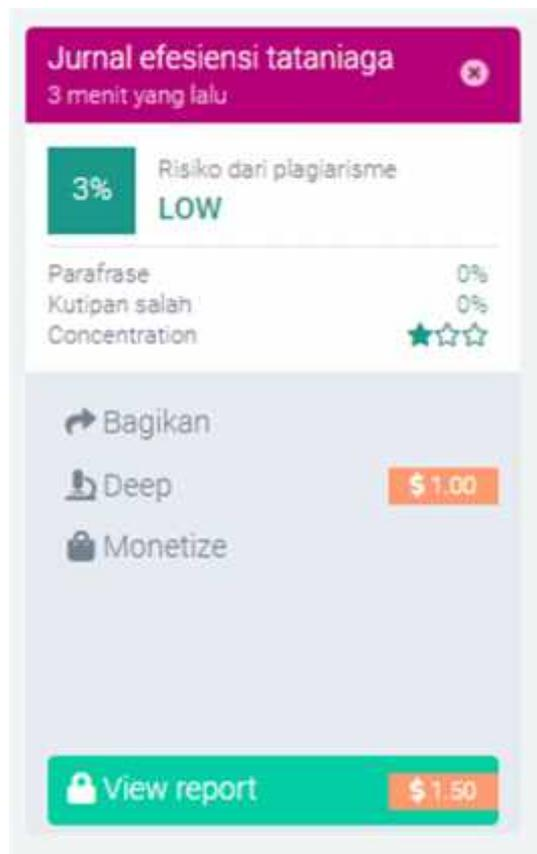 Jurnal efesiensi tataniaga
3 menit yang lalu
3%
Risiko dari plagiarisme
LOW
Parafrase 0%
Kutipan salah 0%
Concentration
Bagikan
Deep $ 1.00
Monetize
View report $ 1.50